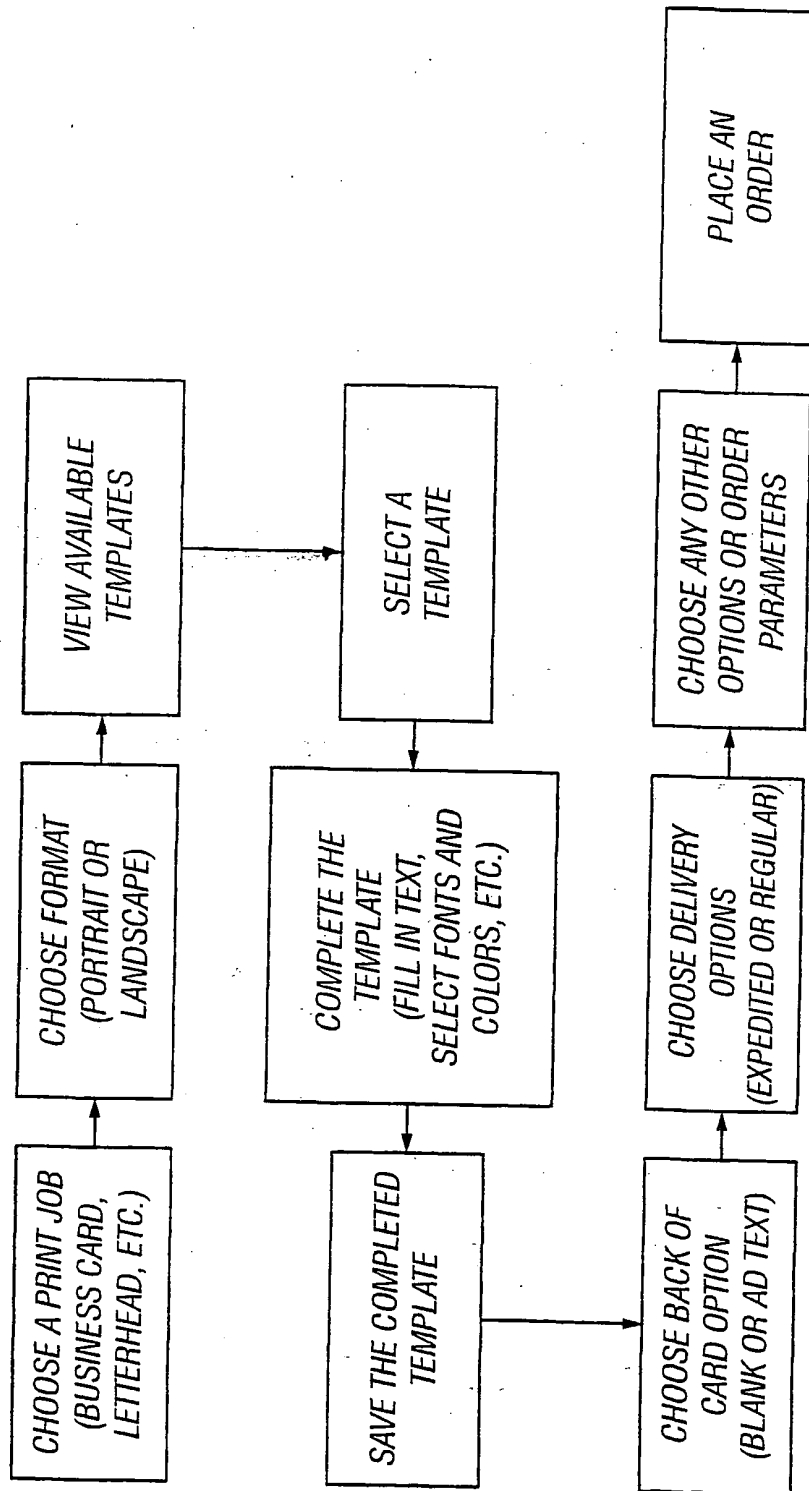 CHOOSE A PRINT JOB
(BUSINESS CARD,
LETTERHEAD, ETC.)
CHOOSE FORMAT
(PORTRAIT OR
LANDSCAPE)
VIEW AVAILABLE
TEMPLATES
SELECT A
TEMPLATE
COMPLETE THE
TEMPLATE
(FILL IN TEXT,
SELECT FONTS AND
COLORS, ETC.)
SAVE THE COMPLETED
TEMPLATE
CHOOSE BACK OF
CARD OPTION
(BLANK OR AD TEXT)
CHOOSE DELIVERY
OPTIONS
(EXPEDITED OR REGULAR)
CHOOSE ANY OTHER
OPTIONS OR ORDER
PARAMETERS
PLACE AN
ORDER